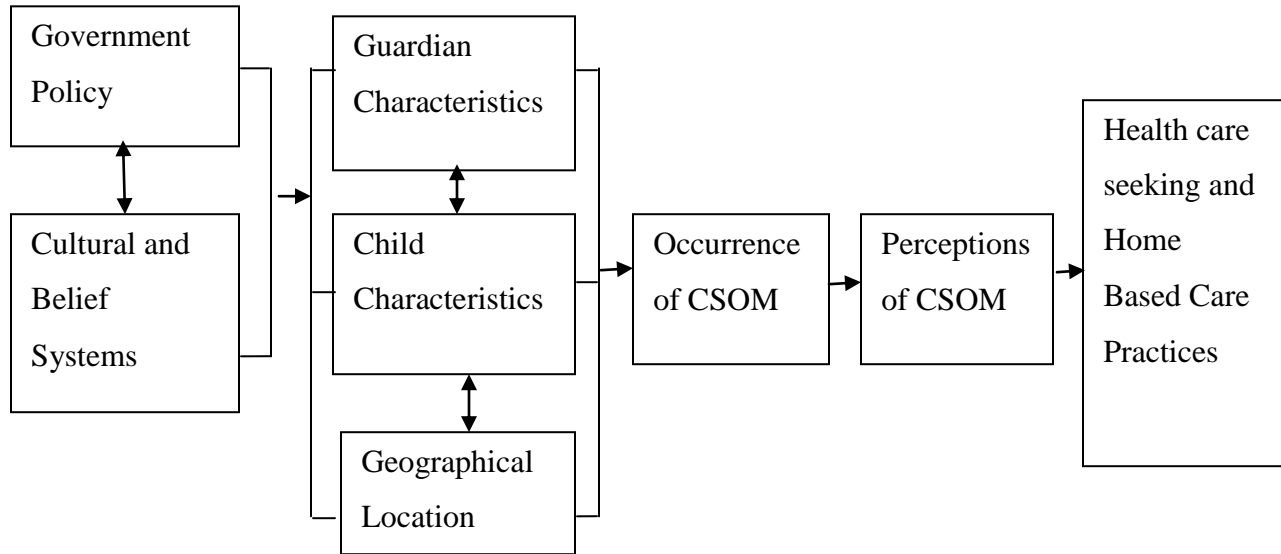 Government
Policy
Cultural and
Belief
Systems
Guardian
Characteristics
Child
Characteristics
Geographical
Location
Occurrence
of CSOM
Perceptions
of CSOM
Health care
seeking and
Home
Based Care
Practices